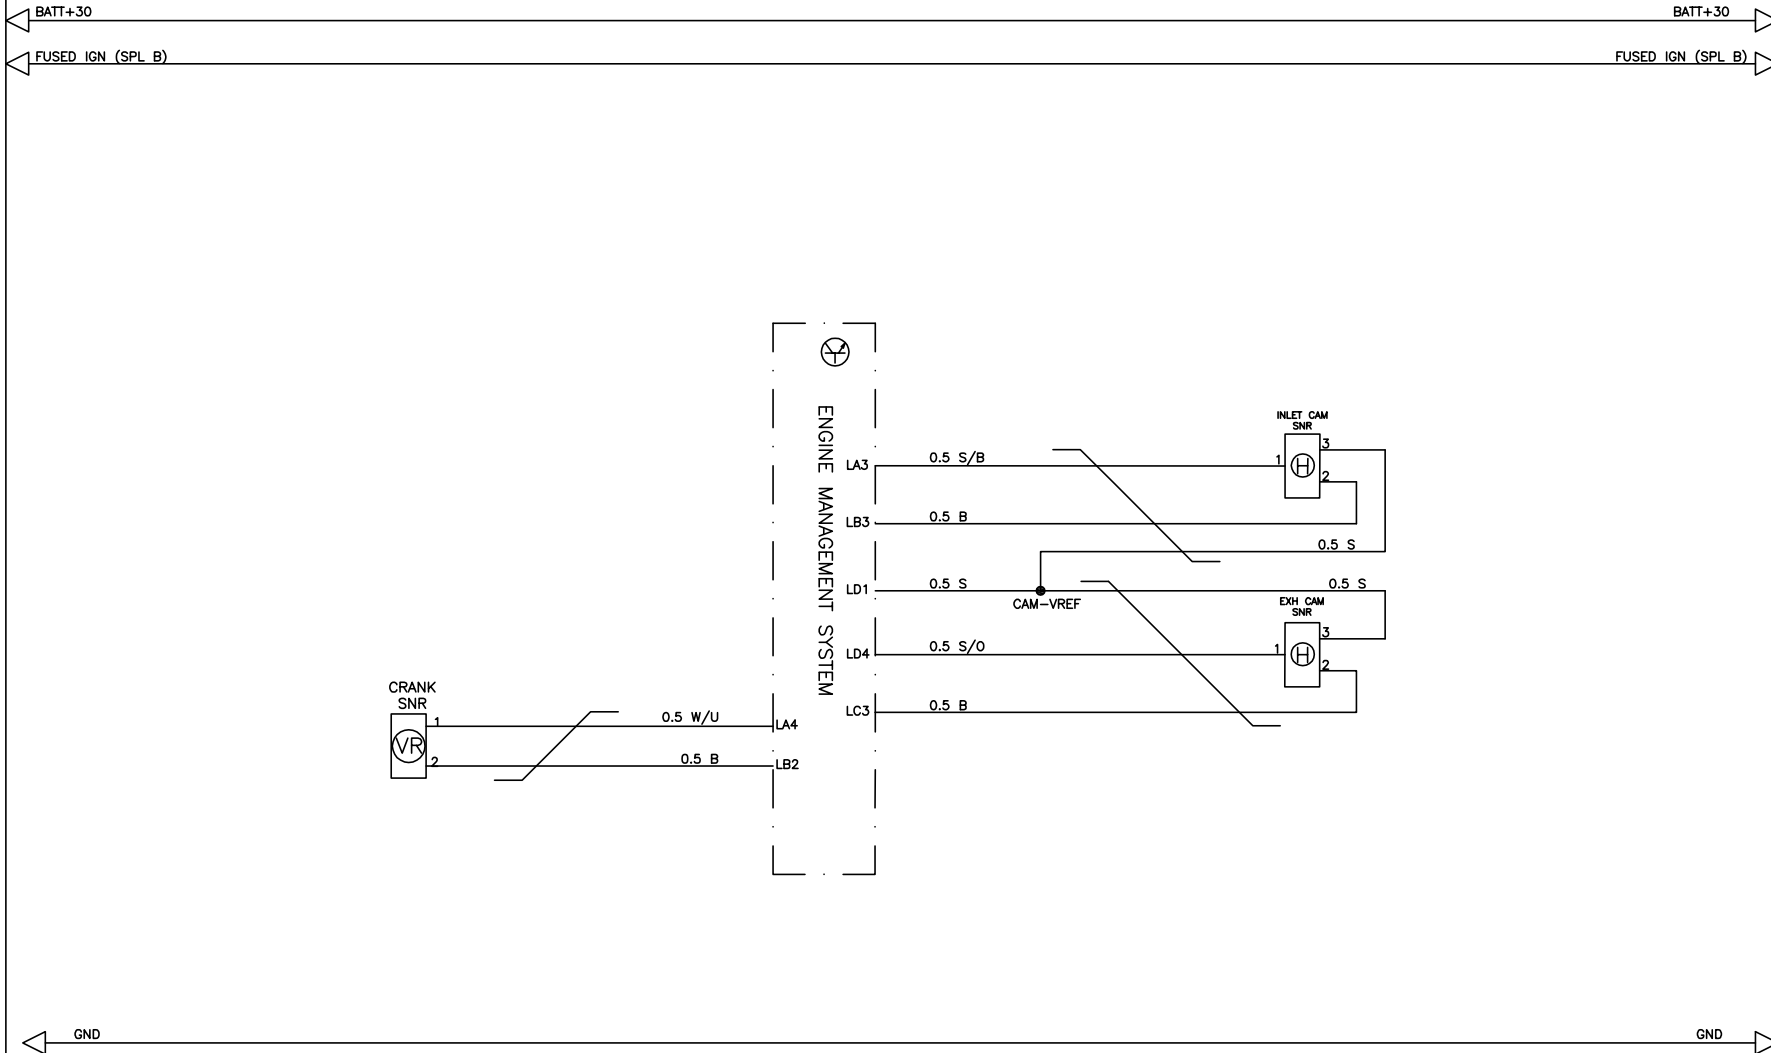 BATT+30
BATT+30
FUSED IGN (SPL B)
FUSED IGN (SPL B)
ENGINE MANAGEMENT SYSTEM
INLET CAM
SNR
3
1
H
2
LA3
0.5 S/B
LB3
0.5 B
0.5 S
LD1
0.5 S
0.5 S
CAM-VREF
EXH CAM
SNR
3
1
H
2
LD4
0.5 S/O
LC3
0.5 B
CRANK
SNR
1
VR
2
0.5 W/U
LA4
0.5 B
LB2
GND
GND